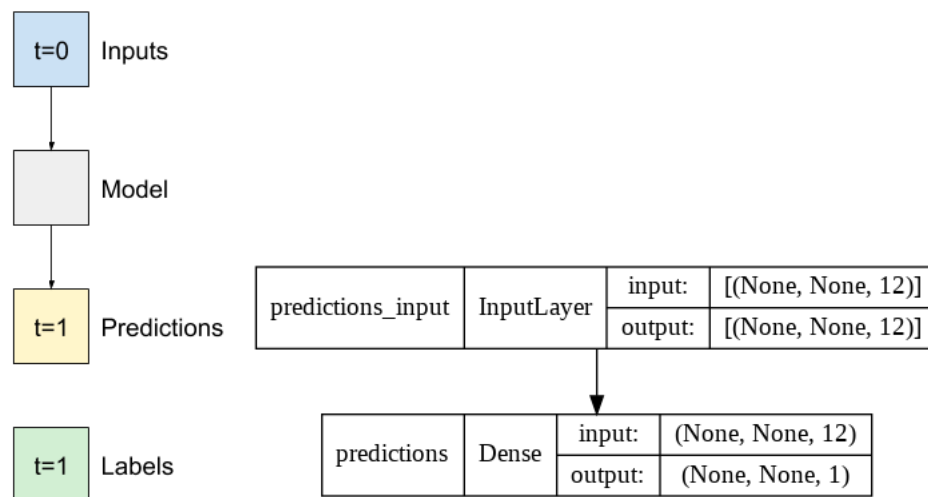 t=0 Inputs
Model
t=1 Predictions
t=1 Labels
predictions_input InputLayer input: [(None, None, 12)]
output: [(None, None, 12)]
predictions Dense input: (None, None, 12)
output: (None, None, 1)